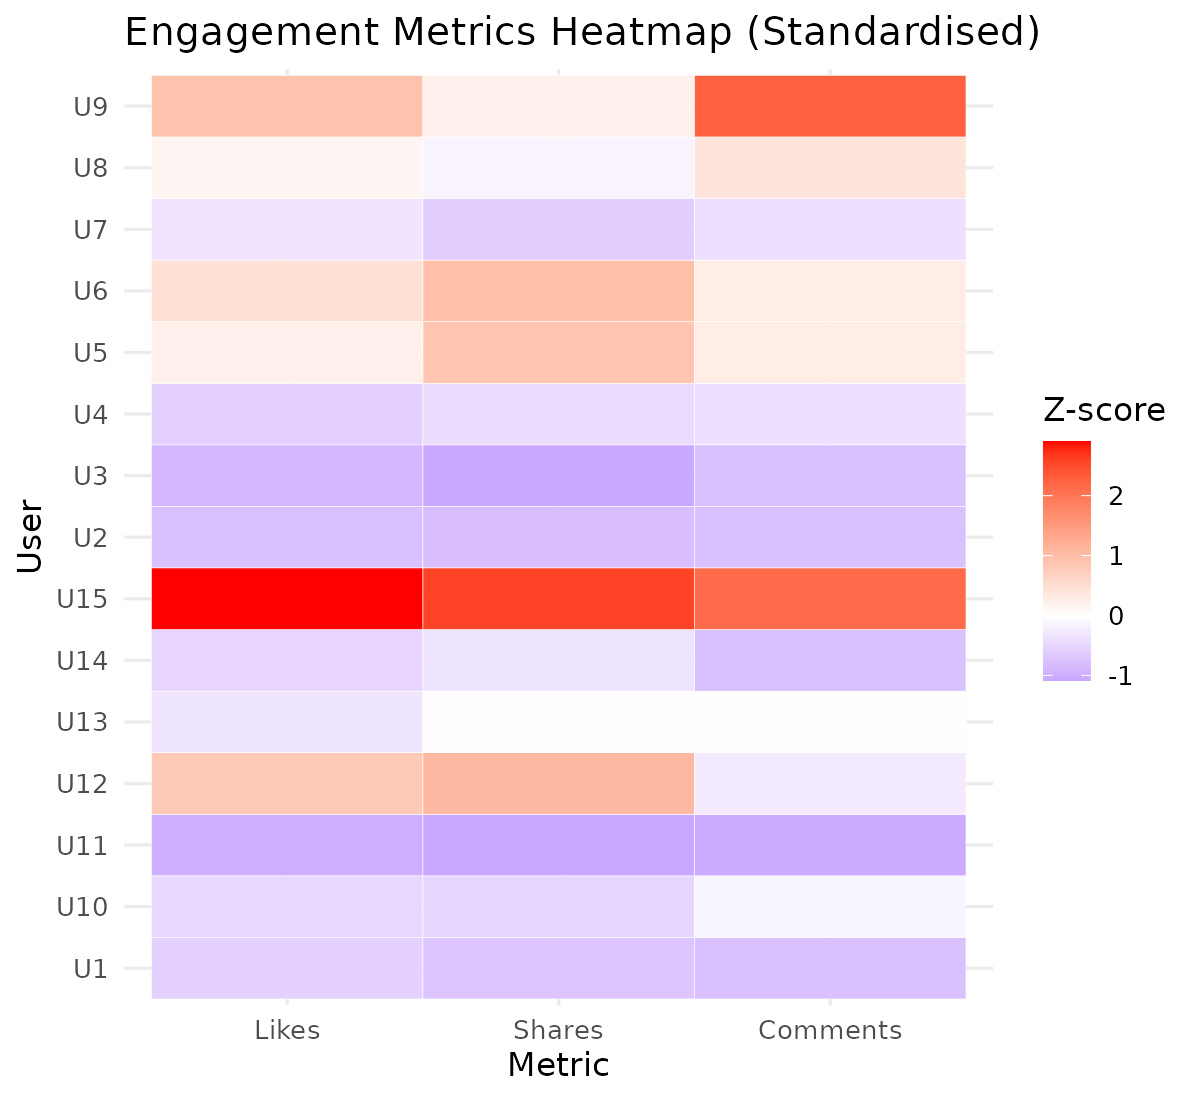 Engagement Metrics Heatmap (Standardised)
U9
U8
U7
U6
U5
U4
U3
U2
U15
U14
U13
U12
U11
U10
U1
User
Likes Shares Comments
Metric
Z-score
2
1
0
-1